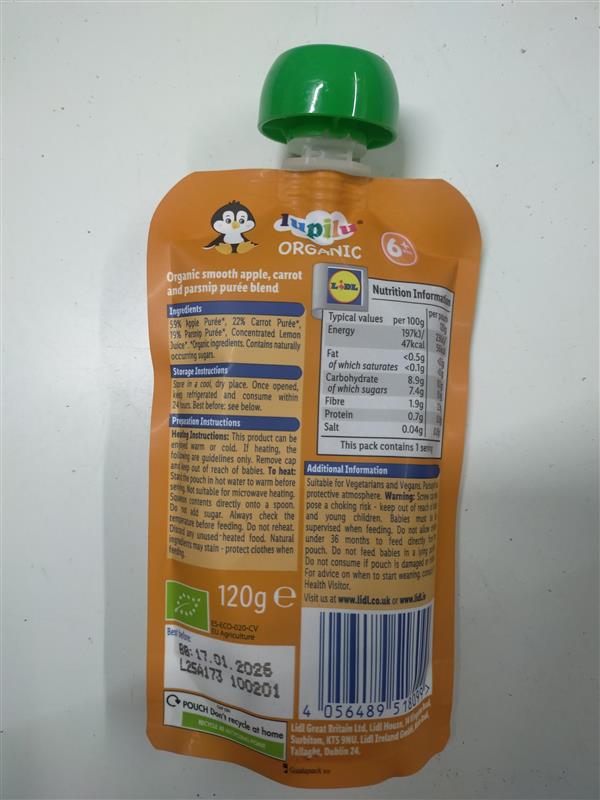 lupilu
ORGANIC
6+
Organic smooth apple, carrot
and parsnip purée blend
Ingredients
59% Apple Purée*, 22% Carrot Purée*,
19% Parsnip Purée*, Concentrated Lemon
Juice*. *Organic ingredients. Contains naturally
occurring sugars.
Storage Instructions
Store in a cool, dry place. Once opened,
keep refrigerated and consume within
24 hours. Best before: see below.
Preparation Instructions
Heating Instructions: This product can be
enjoyed warm or cold. If heating, the
following are guidelines only. Remove cap
and keep out of reach of babies. To heat:
Stand the pouch in hot water to warm before
serving. Not suitable for microwave heating.
Squeeze contents directly onto a spoon.
Do not add sugar. Always check the
temperature before feeding. Do not reheat.
Discard any unused heated food. Natural
ingredients may stain - protect clothes when
feeding.
LIDL
Nutrition Information
Typical values per 100g per pouch
Energy 197kJ/
47kcal
Fat <0.5g
of which saturates <0.1g
Carbohydrate 8.9g
of which sugars 7.4g
Fibre 1.9g
Protein 0.7g
Salt 0.04g
This pack contains 1 serving
Additional Information
Suitable for Vegetarians and Vegans.
protective atmosphere. Warning: Screw
pose a choking risk - keep out of reach
and young children. Babies must
supervised when feeding. Do not allow
under 36 months to feed directly
pouch. Do not feed babies in a lying
Do not consume if pouch is damaged
For advice on when to start weaning,
Health Visitor.
Visit us at www.lidl.co.uk or www.lidl.ie
120g e
ES-ECO-020-CV
EU Agriculture
Best before:
BB: 17.01.2026
L25A173 100201
POUCH Don't recycle at home
4 056489 518099>
Lidl Great Britain Ltd, Lidl House, 14
Surbiton, KT5 9NU. Lidl Ireland
Tallaght, Dublin 24.
Gualapack